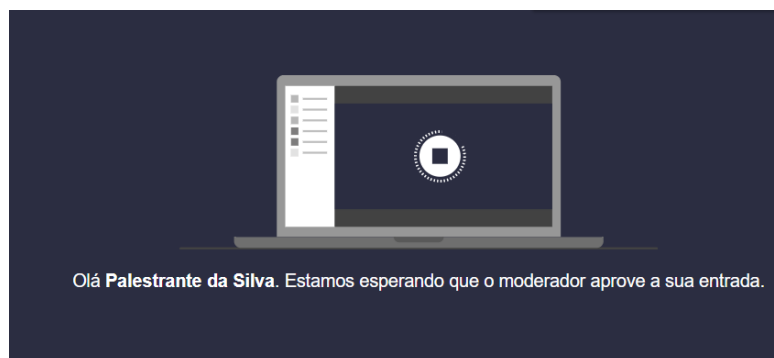 Olá Palestrante da Silva. Estamos esperando que o moderador aprove a sua entrada.